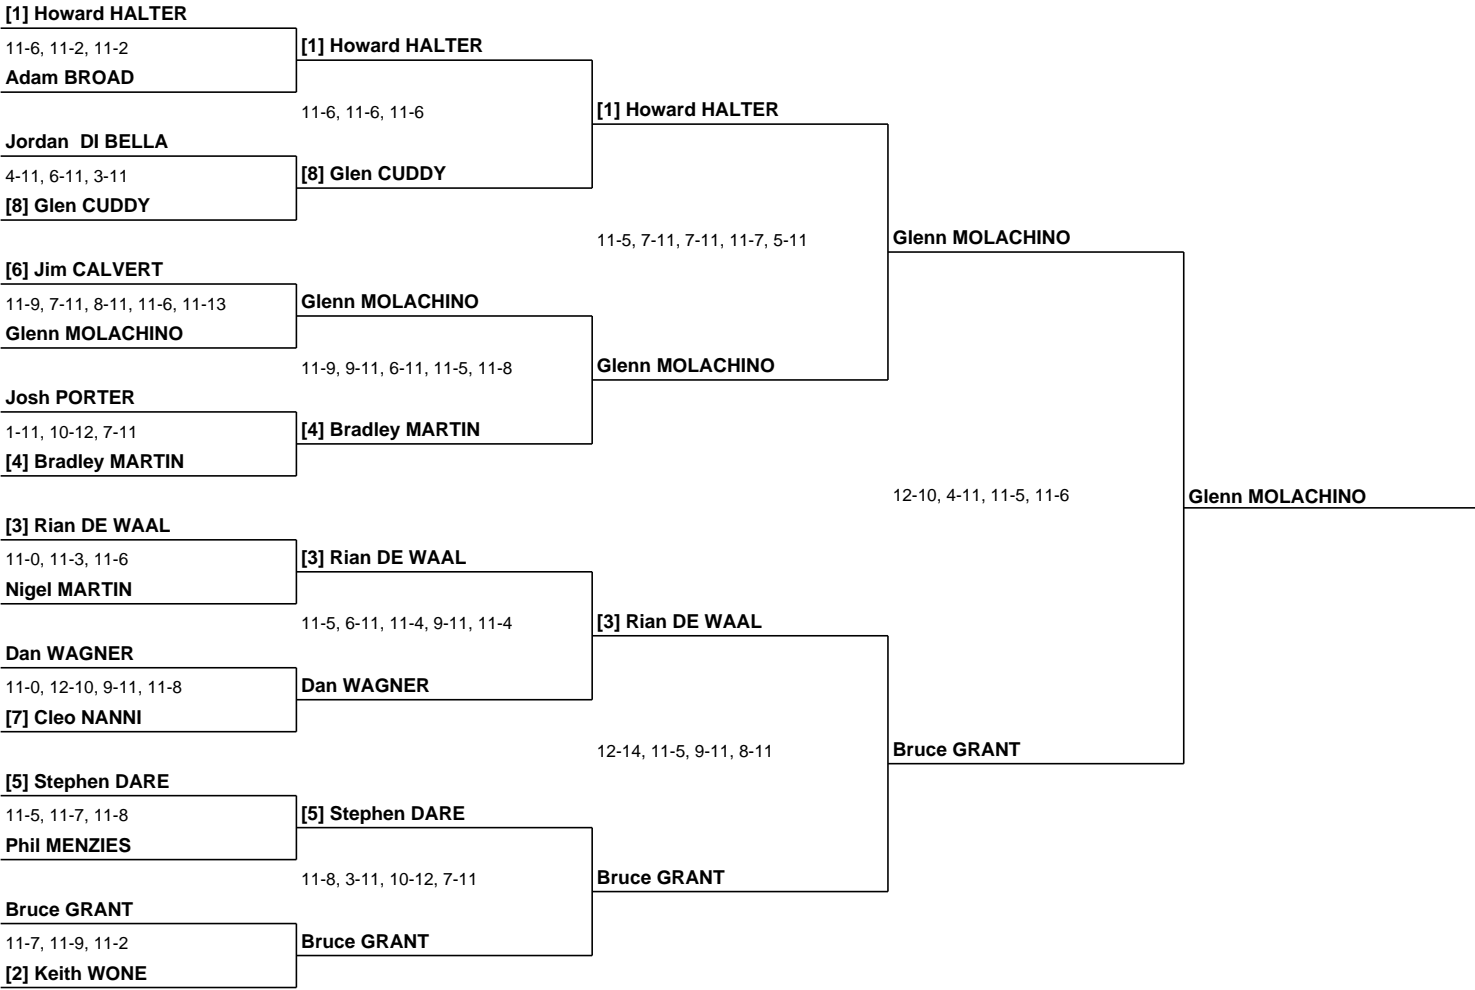 [1] Howard HALTER
11-6, 11-2, 11-2
Adam BROAD
Jordan  DI BELLA
4-11, 6-11, 3-11
[8] Glen CUDDY
[6] Jim CALVERT
11-9, 7-11, 8-11, 11-6, 11-13
Glenn MOLACHINO
Josh PORTER
1-11, 10-12, 7-11
[4] Bradley MARTIN
[3] Rian DE WAAL
11-0, 11-3, 11-6
Nigel MARTIN
Dan WAGNER
11-0, 12-10, 9-11, 11-8
[7] Cleo NANNI
[5] Stephen DARE
11-5, 11-7, 11-8
Phil MENZIES
Bruce GRANT
11-7, 11-9, 11-2
[2] Keith WONE
[1] Howard HALTER
11-6, 11-6, 11-6
[8] Glen CUDDY
Glenn MOLACHINO
11-9, 9-11, 6-11, 11-5, 11-8
[4] Bradley MARTIN
[3] Rian DE WAAL
11-5, 6-11, 11-4, 9-11, 11-4
Dan WAGNER
[5] Stephen DARE
11-8, 3-11, 10-12, 7-11
Bruce GRANT
[1] Howard HALTER
11-5, 7-11, 7-11, 11-7, 5-11
Glenn MOLACHINO
[3] Rian DE WAAL
12-14, 11-5, 9-11, 8-11
Bruce GRANT
Glenn MOLACHINO
12-10, 4-11, 11-5, 11-6
Bruce GRANT
Glenn MOLACHINO